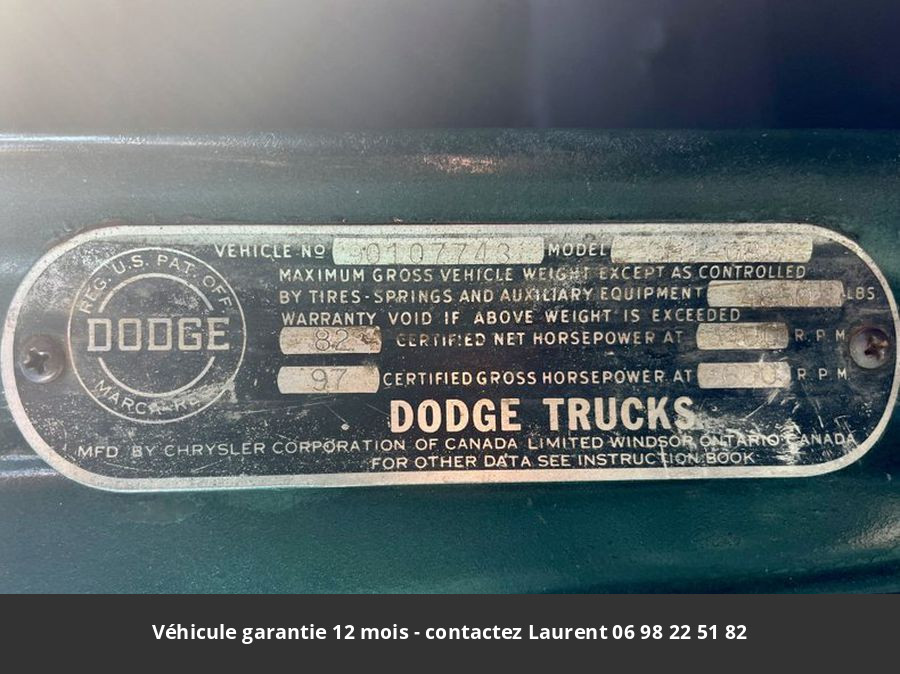 VEHICLE Nº 90107743 MODEL
MAXIMUM GROSS VEHICLE WEIGHT EXCEPT AS CONTROLLED
BY TIRES-SPRINGS AND AUXILIARY EQUIPMENT LBS
WARRANTY VOID IF ABOVE WEIGHT IS EXCEEDED
82 CERTIFIED NET HORSEPOWER AT R.P.M
97 CERTIFIED GROSS HORSEPOWER AT R.P.M
REG. U.S. PAT. OFF
DODGE
MARCA REG
DODGE TRUCKS
MFD BY CHRYSLER CORPORATION OF CANADA LIMITED WINDSOR, ONTARIO CANADA
FOR OTHER DATA SEE INSTRUCTION BOOK
Véhicule garantie 12 mois - contactez Laurent 06 98 22 51 82